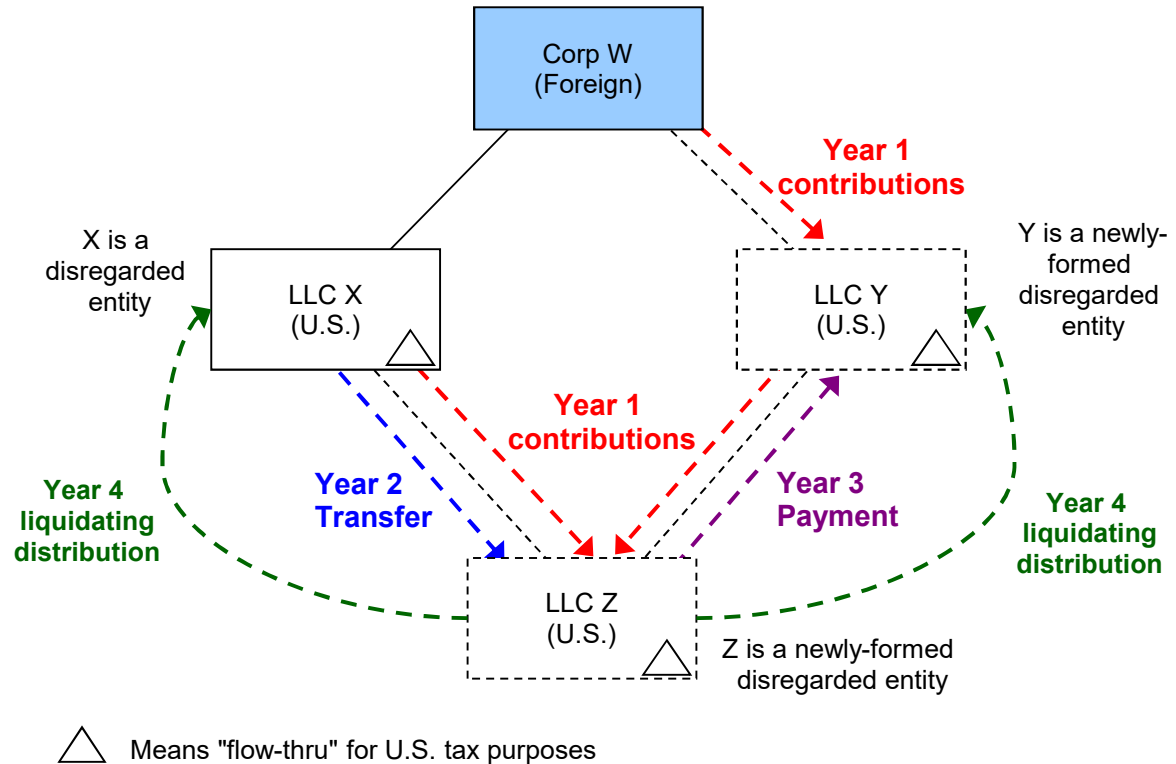 Corp W
(Foreign)
Year 1
contributions
X is a
disregarded
entity
Y is a newly-
formed
disregarded
entity
LLC X
(U.S.)
LLC Y
(U.S.)
Year 1
contributions
Year 2
Transfer
Year 3
Payment
Year 4
liquidating
distribution
Year 4
liquidating
distribution
LLC Z
(U.S.)
Z is a newly-formed
disregarded entity
Means "flow-thru" for U.S. tax purposes